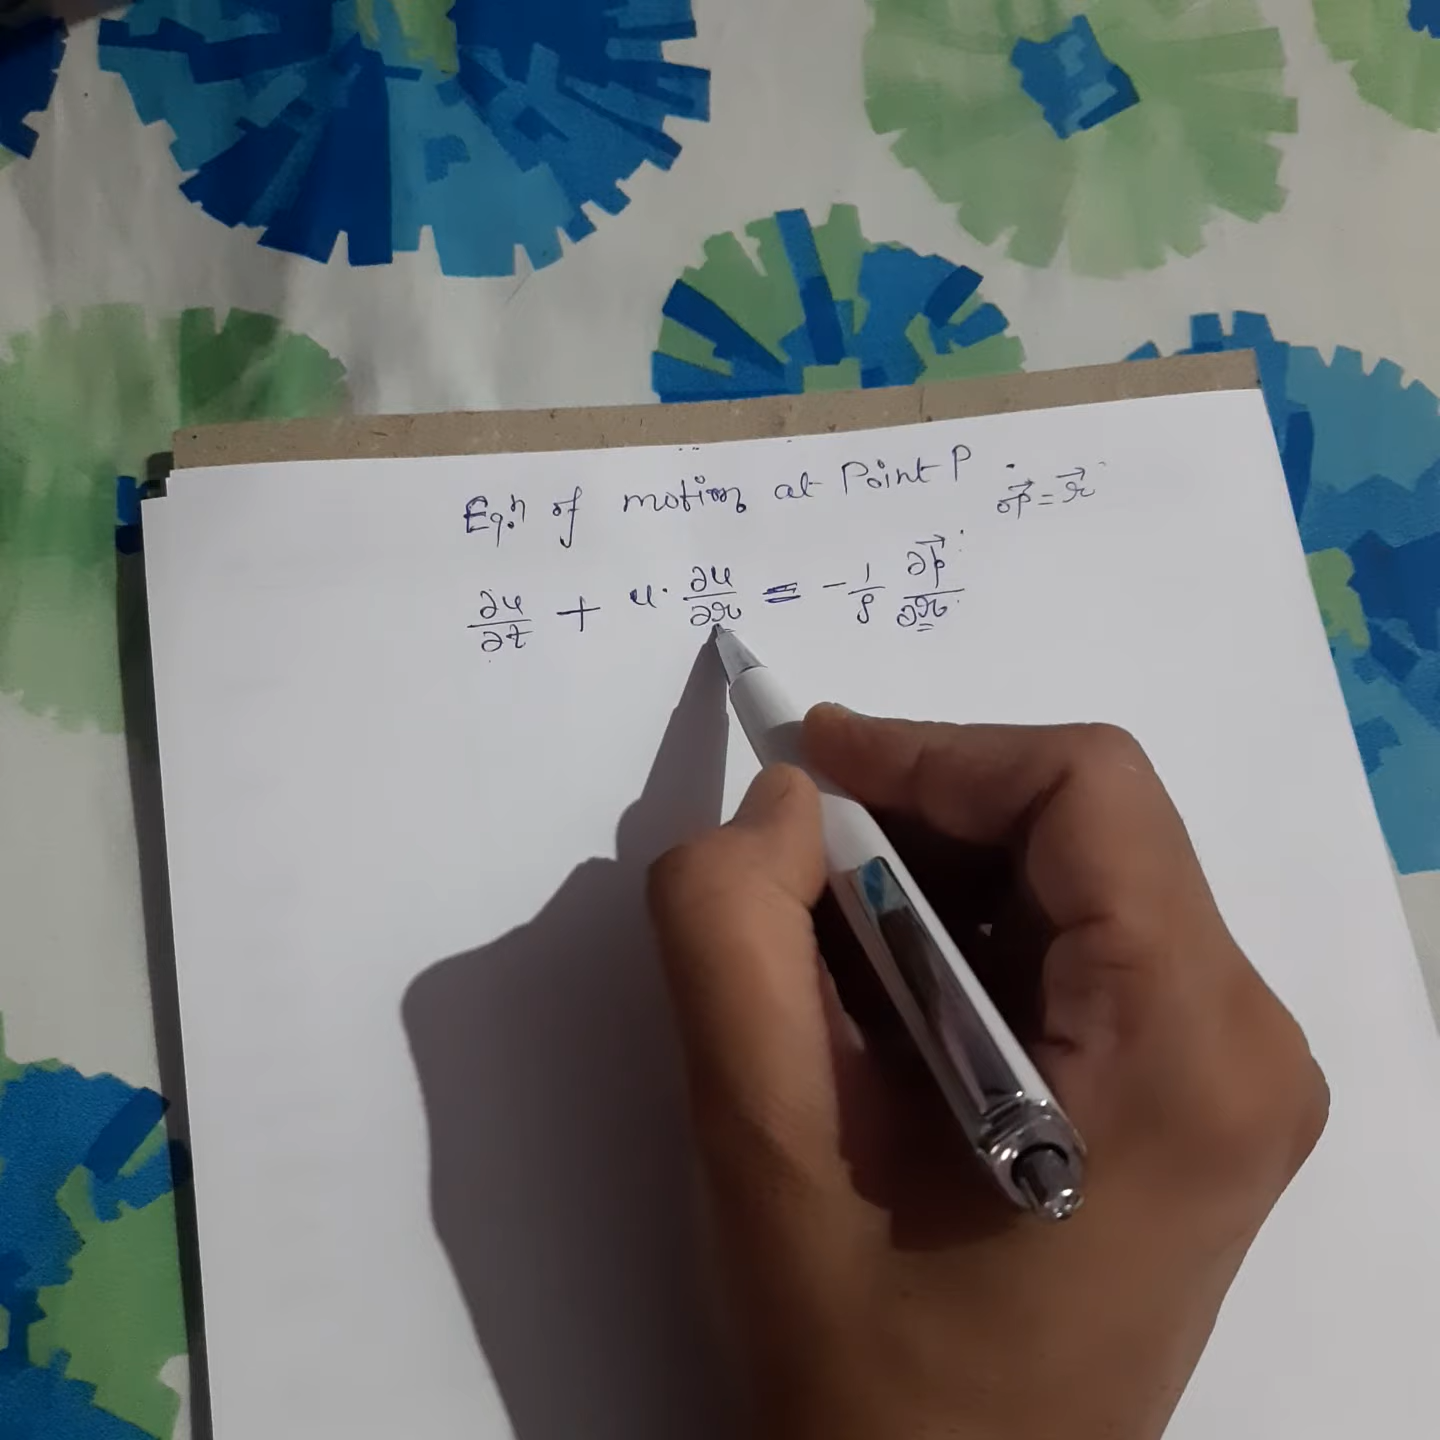 Eq.n of motion at Point P . op⃗ = r⃗
∂u/∂t + u. ∂u/∂r = - 1/ρ ∂p⃗/∂r